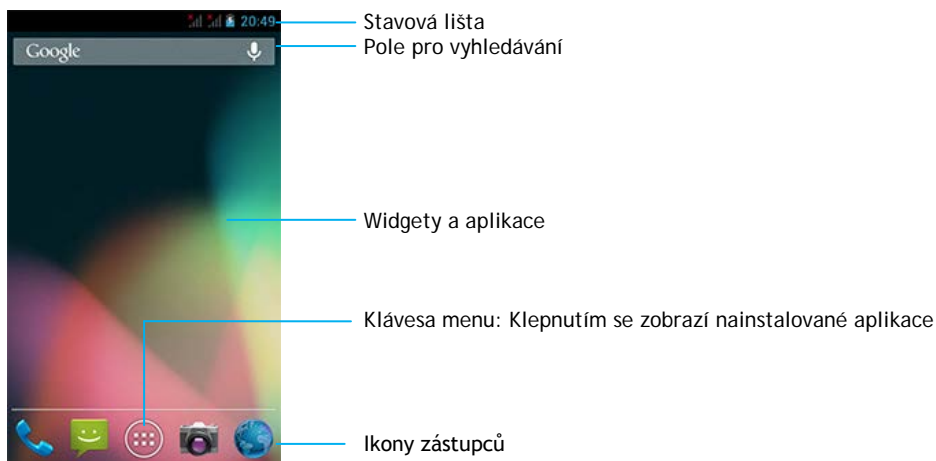 20:49
Stavová lišta
Google
Pole pro vyhledávání
Widgety a aplikace
Klávesa menu: Klepnutím se zobrazí nainstalované aplikace
Ikony zástupců